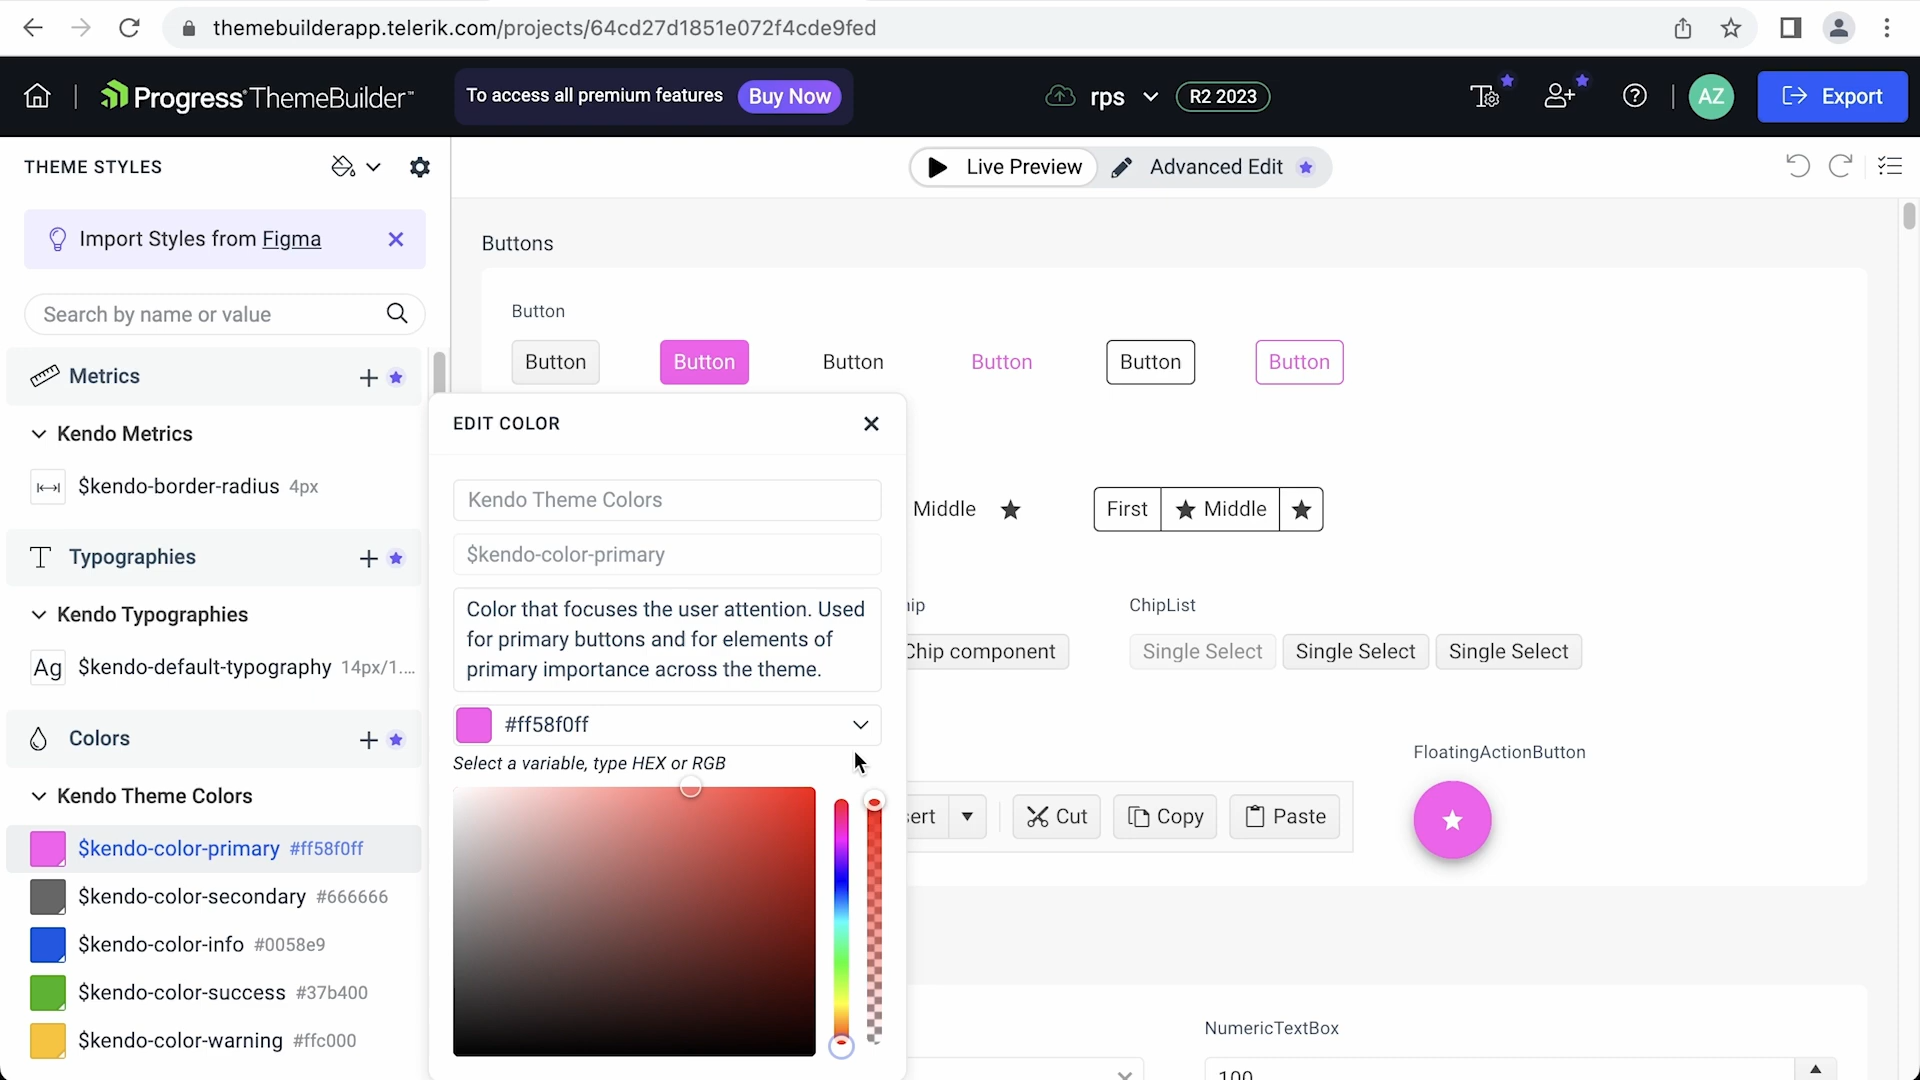 themebuilderapp.telerik.com/projects/64cd27d1851e072f4cde9fed
Progress ThemeBuilder
To access all premium features Buy Now
rps
R2 2023
AZ
Export
THEME STYLES
Live Preview
Advanced Edit
Import Styles from Figma
Search by name or value
Metrics
Kendo Metrics
$kendo-border-radius 4px
Typographies
Kendo Typographies
Ag $kendo-default-typography 14px/1....
Colors
Kendo Theme Colors
$kendo-color-primary #ff58f0ff
$kendo-color-secondary #666666
$kendo-color-info #0058e9
$kendo-color-success #37b400
$kendo-color-warning #ffc000
EDIT COLOR
Kendo Theme Colors
$kendo-color-primary
Color that focuses the user attention. Used
for primary buttons and for elements of
primary importance across the theme.
#ff58f0ff
Select a variable, type HEX or RGB
Buttons
Button
Button Button Button Button Button Button
Middle First Middle
ip ChipList
Chip component Single Select Single Select Single Select
FloatingActionButton
ert Cut Copy Paste
NumericTextBox
100